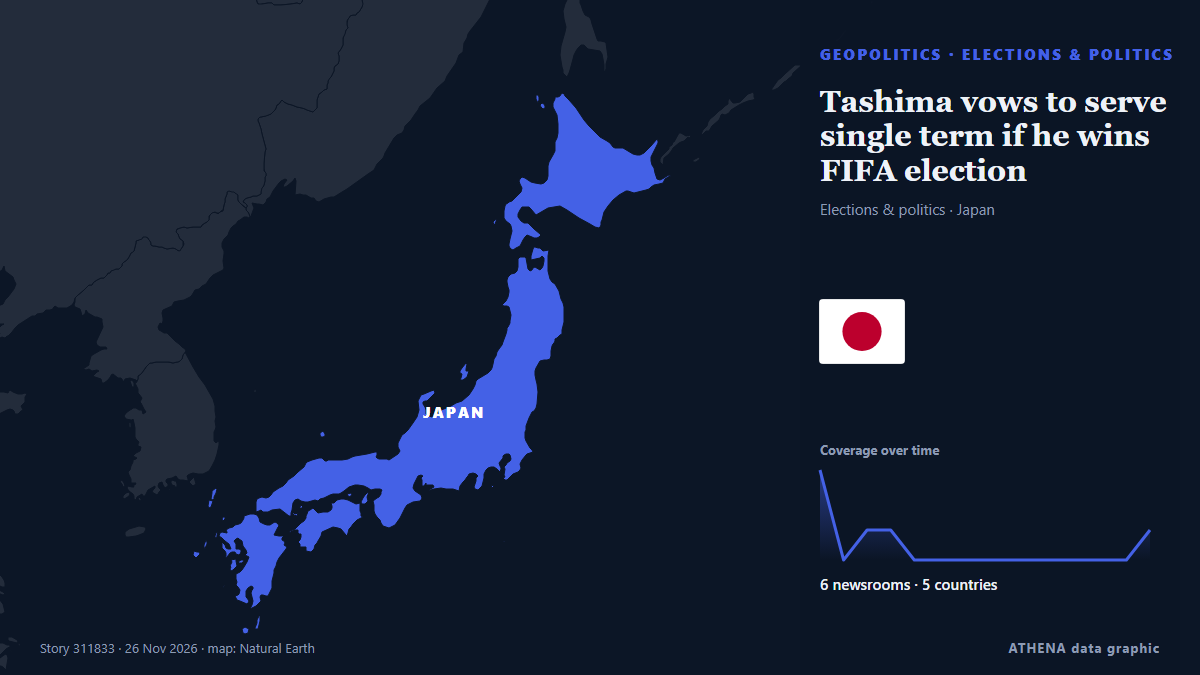 GEOPOLITICS · ELECTIONS & POLITICS
Tashima vows to serve
single term if he wins
FIFA election
Elections & politics · Japan
JAPAN
Coverage over time
6 newsrooms · 5 countries
Story 311833 · 26 Nov 2026 · map: Natural Earth
ATHENA data graphic